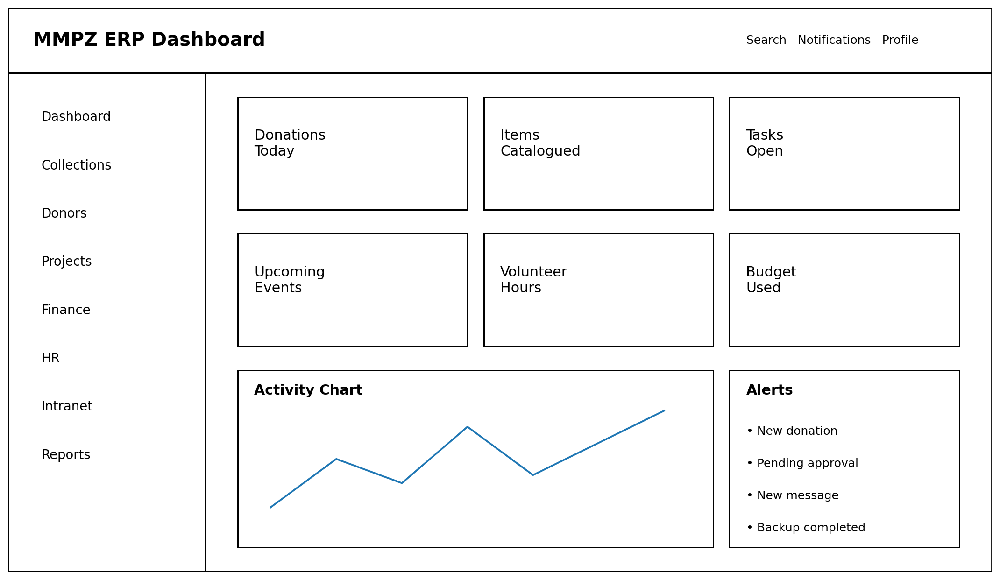 MMPZ ERP Dashboard
Search Notifications Profile
Dashboard
Collections
Donors
Projects
Finance
HR
Intranet
Reports
Donations
Today
Items
Catalogued
Tasks
Open
Upcoming
Events
Volunteer
Hours
Budget
Used
Activity Chart
Alerts
• New donation
• Pending approval
• New message
• Backup completed